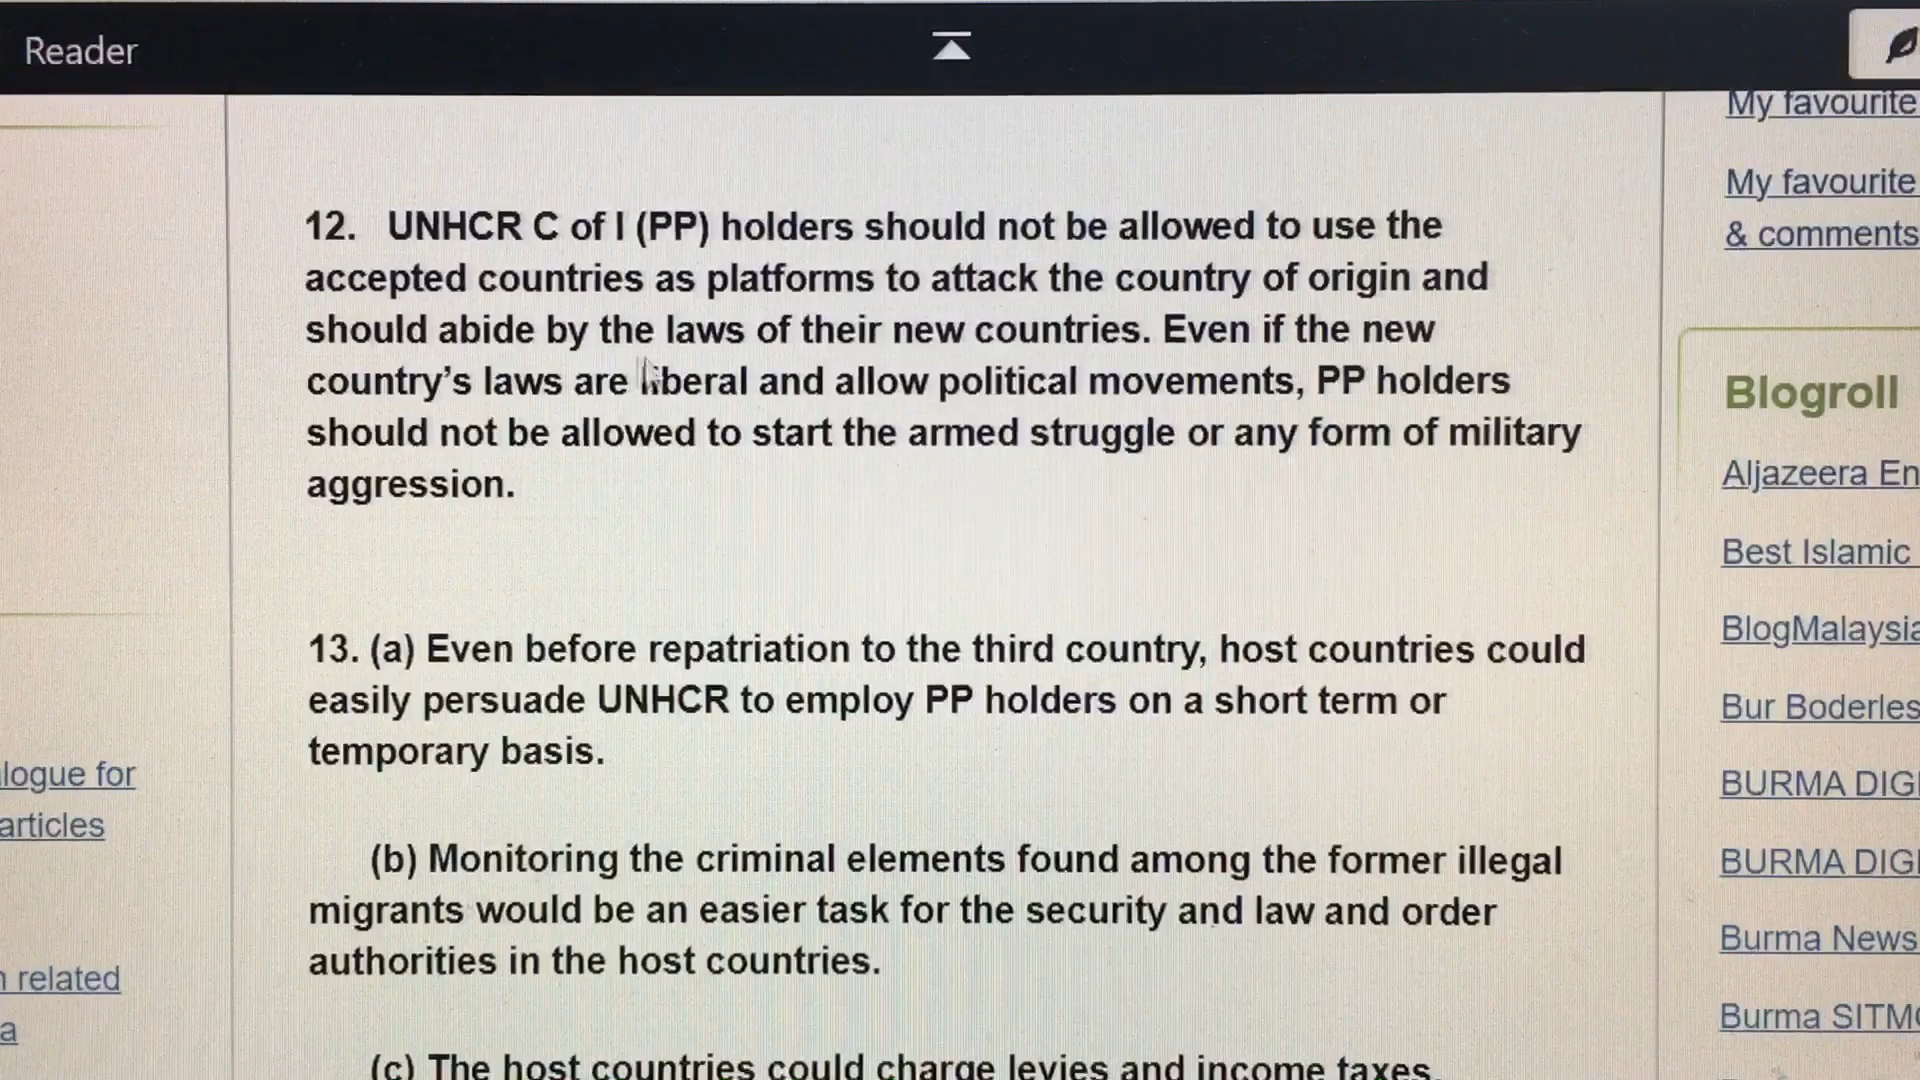 Reader
12. UNHCR C of I (PP) holders should not be allowed to use the
accepted countries as platforms to attack the country of origin and
should abide by the laws of their new countries. Even if the new
country’s laws are liberal and allow political movements, PP holders
should not be allowed to start the armed struggle or any form of military
aggression.
13. (a) Even before repatriation to the third country, host countries could
easily persuade UNHCR to employ PP holders on a short term or
temporary basis.
(b) Monitoring the criminal elements found among the former illegal
migrants would be an easier task for the security and law and order
authorities in the host countries.
(c) The host countries could charge levies and income taxes.
logue for
articles
related
a
My favourite
My favourite
& comments
Blogroll
Aljazeera En
Best Islamic
BlogMalaysia
Bur Boderles
BURMA DIGI
BURMA DIGI
Burma News
Burma SITM